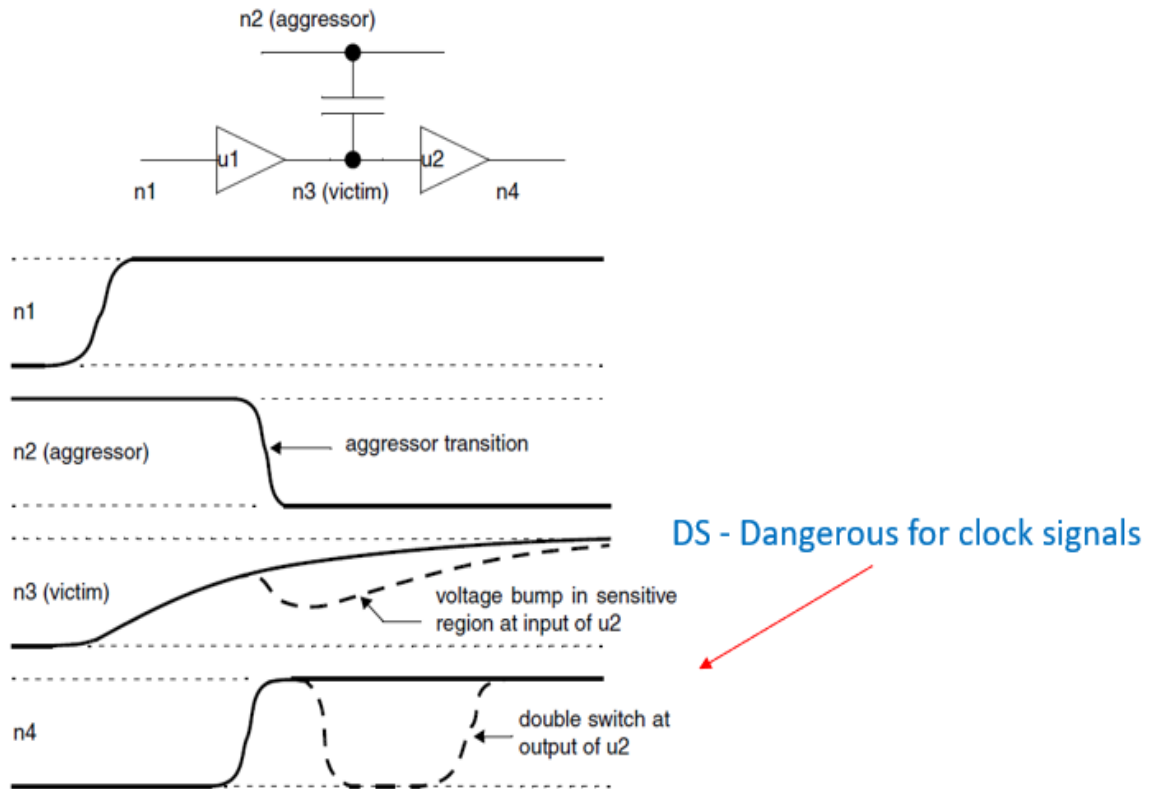 n2 (aggressor)
u1
u2
n1
n3 (victim)
n4
n1
n2 (aggressor)
aggressor transition
DS - Dangerous for clock signals
n3 (victim)
voltage bump in sensitive
region at input of u2
n4
double switch at
output of u2